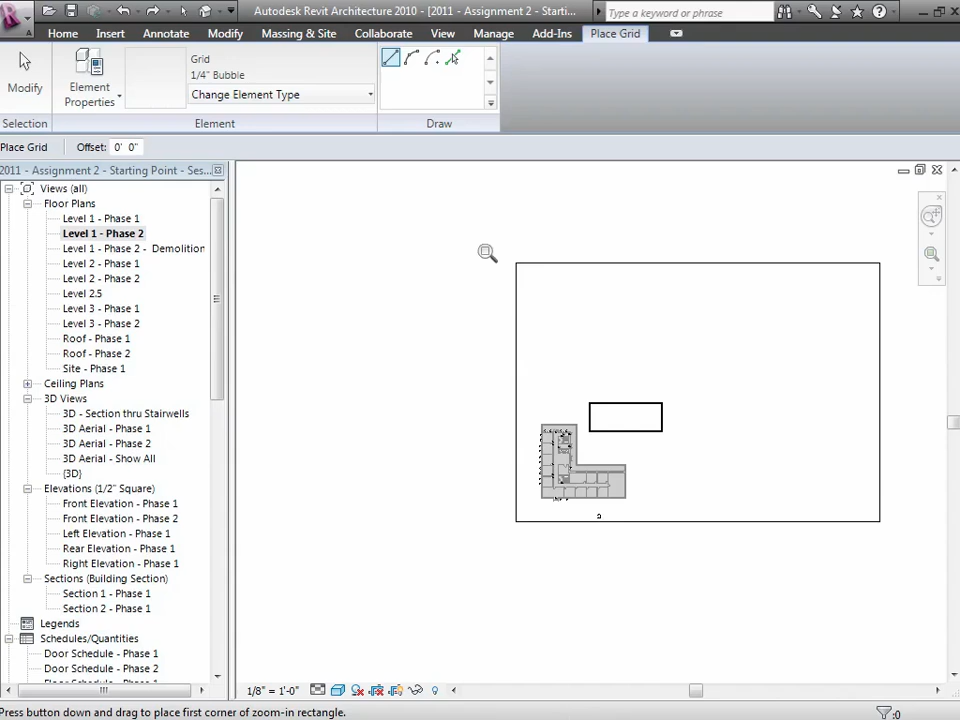 Autodesk Revit Architecture 2010 - [2011 - Assignment 2 - Starti...
Type a keyword or phrase
Home Insert Annotate Modify Massing & Site Collaborate View Manage Add-Ins Place Grid
Modify
Element
Properties
Grid
1/4" Bubble
Change Element Type
Selection Element Draw
Place Grid Offset: 0' 0"
2011 - Assignment 2 - Starting Point - Ses...
Views (all)
Floor Plans
Level 1 - Phase 1
Level 1 - Phase 2
Level 1 - Phase 2 - Demolition
Level 2 - Phase 1
Level 2 - Phase 2
Level 2.5
Level 3 - Phase 1
Level 3 - Phase 2
Roof - Phase 1
Roof - Phase 2
Site - Phase 1
Ceiling Plans
3D Views
3D - Section thru Stairwells
3D Aerial - Phase 1
3D Aerial - Phase 2
3D Aerial - Show All
{3D}
Elevations (1/2" Square)
Front Elevation - Phase 1
Front Elevation - Phase 2
Left Elevation - Phase 1
Rear Elevation - Phase 1
Right Elevation - Phase 1
Sections (Building Section)
Section 1 - Phase 1
Section 2 - Phase 1
Legends
Schedules/Quantities
Door Schedule - Phase 1
Door Schedule - Phase 2
1/8" = 1'-0"
Press button down and drag to place first corner of zoom-in rectangle.
:0